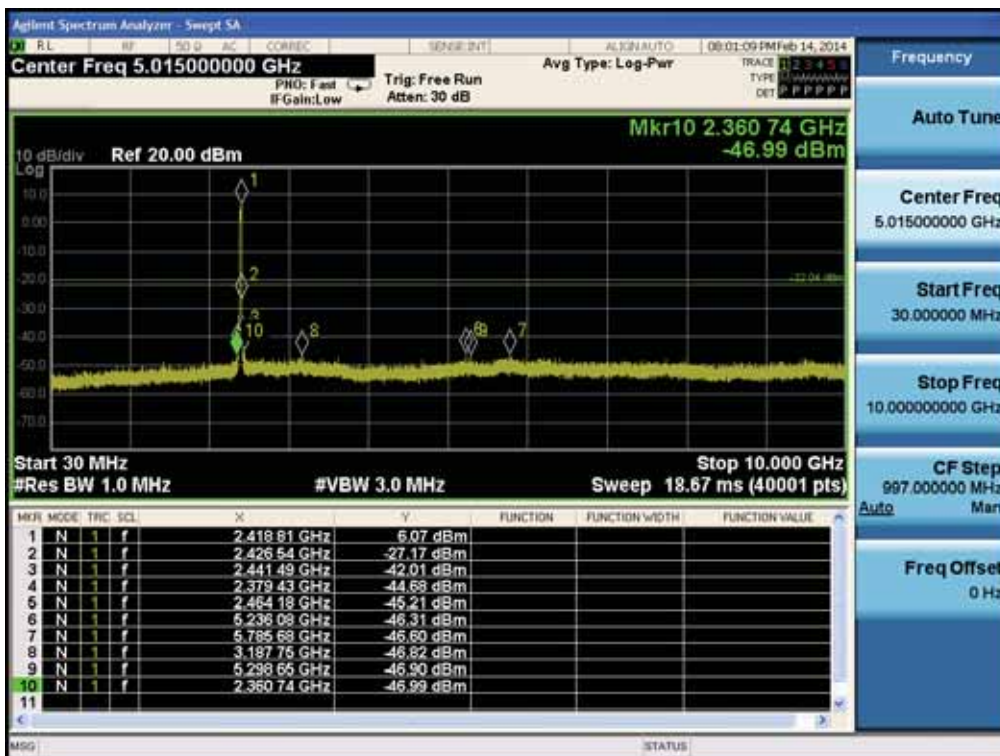 Agilent Spectrum Analyzer - Swept SA
RL RF 50 Ω AC CORREC SENSE:INT ALIGNAUTO 08:01:09 PM Feb 14, 2014
Center Freq 5.015000000 GHz
PNO: Fast
IFGain:Low
Trig: Free Run
Atten: 30 dB
Avg Type: Log-Pwr
TRACE 1 2 3 4 5 6
TYPE
DET P P P P P P
Mkr10 2.360 74 GHz
-46.99 dBm
10 dB/div Ref 20.00 dBm
Log
10.0
0.00
-10.0
-20.0
-30.0
-40.0
-50.0
-60.0
-70.0
1
2
3
10
8
6 9
7
Start 30 MHz Stop 10.000 GHz
#Res BW 1.0 MHz #VBW 3.0 MHz Sweep 18.67 ms (40001 pts)
MKR MODE TRC SCL X Y FUNCTION FUNCTION WIDTH FUNCTION VALUE
1 N 1 f 2.418 81 GHz 6.07 dBm
2 N 1 f 2.426 54 GHz -27.17 dBm
3 N 1 f 2.441 49 GHz -42.01 dBm
4 N 1 f 2.379 43 GHz -44.68 dBm
5 N 1 f 2.464 18 GHz -45.21 dBm
6 N 1 f 5.236 08 GHz -46.31 dBm
7 N 1 f 5.785 68 GHz -46.60 dBm
8 N 1 f 3.187 75 GHz -46.82 dBm
9 N 1 f 5.298 65 GHz -46.90 dBm
10 N 1 f 2.360 74 GHz -46.99 dBm
11
MSG STATUS
Frequency
Auto Tune
Center Freq
5.015000000 GHz
Start Freq
30.000000 MHz
Stop Freq
10.000000000 GHz
CF Step
997.000000 MHz
Auto Man
Freq Offset
0 Hz